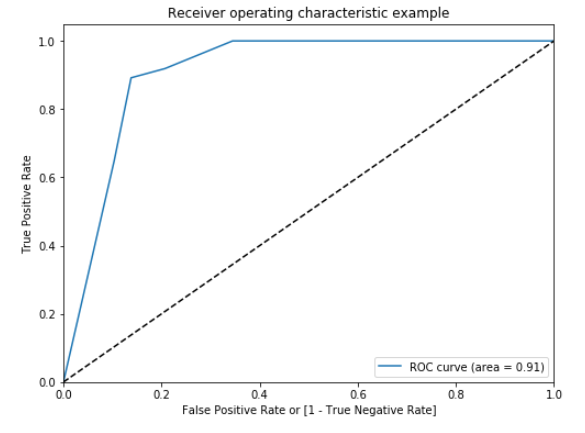 Receiver operating characteristic example
1.0
0.8
0.6
0.4
0.2
0.0
True Positive Rate
ROC curve (area = 0.91)
0.0 0.2 0.4 0.6 0.8 1.0
False Positive Rate or [1 - True Negative Rate]